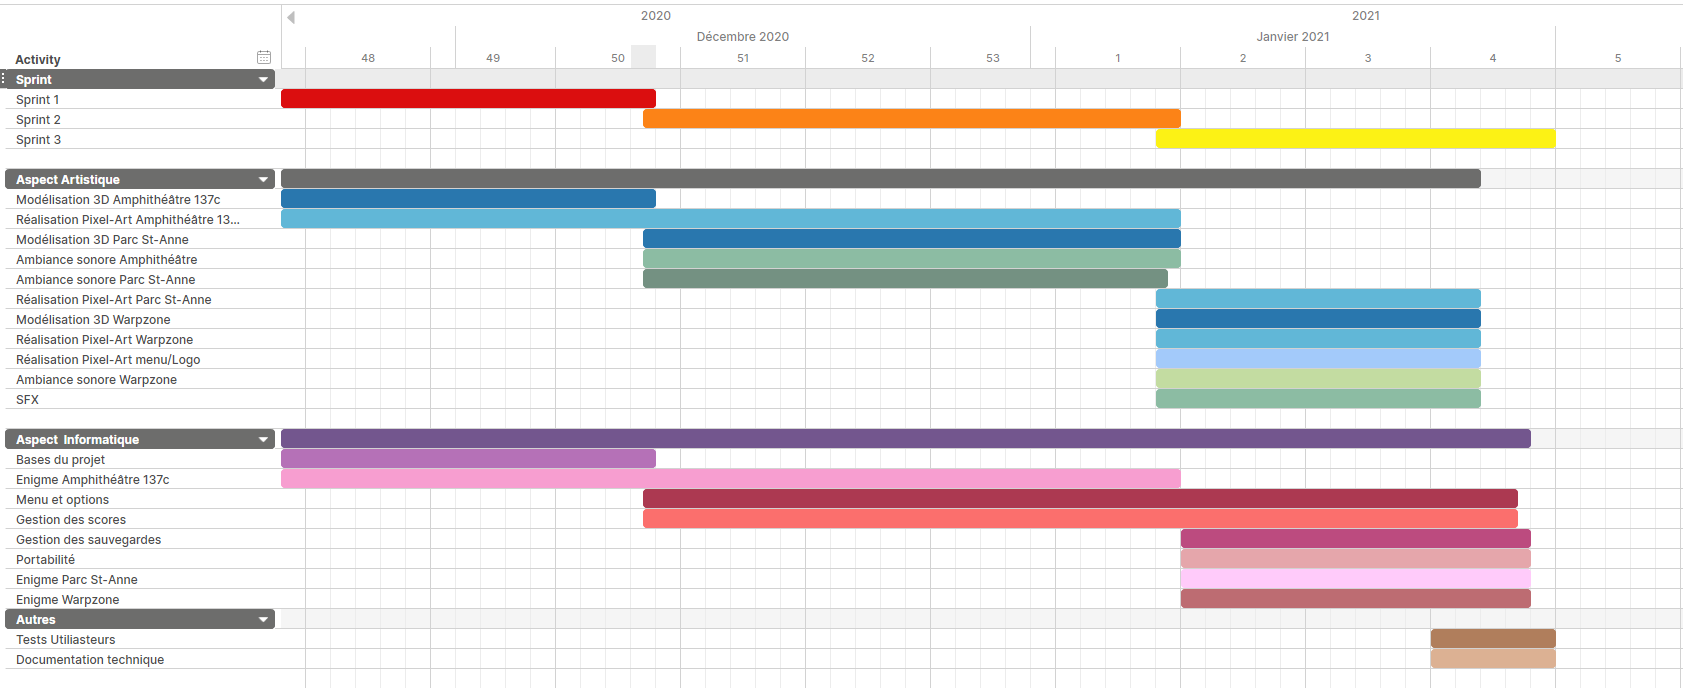 2020 2021
Décembre 2020 Janvier 2021
Activity 48 49 50 51 52 53 1 2 3 4 5
Sprint
Sprint 1
Sprint 2
Sprint 3
Aspect Artistique
Modélisation 3D Amphithéâtre 137c
Réalisation Pixel-Art Amphithéâtre 13...
Modélisation 3D Parc St-Anne
Ambiance sonore Amphithéâtre
Ambiance sonore Parc St-Anne
Réalisation Pixel-Art Parc St-Anne
Modélisation 3D Warpzone
Réalisation Pixel-Art Warpzone
Réalisation Pixel-Art menu/Logo
Ambiance sonore Warpzone
SFX
Aspect Informatique
Bases du projet
Enigme Amphithéâtre 137c
Menu et options
Gestion des scores
Gestion des sauvegardes
Portabilité
Enigme Parc St-Anne
Enigme Warpzone
Autres
Tests Utiliasteurs
Documentation technique